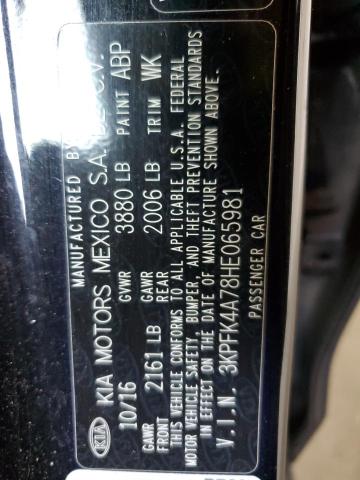 MANUFACTURED BY
KIA KIA MOTORS MEXICO S.A. DE C.V.
10/16 GVWR 3880 LB PAINT ABP
GAWR FRONT 2161 LB GAWR REAR 2006 LB TRIM WK
THIS VEHICLE CONFORMS TO ALL APPLICABLE U.S.A. FEDERAL
MOTOR VEHICLE SAFETY, BUMPER, AND THEFT PREVENTION STANDARDS
IN EFFECT ON THE DATE OF MANUFACTURE SHOWN ABOVE.
V.I.N. 3KPFK4A78HE065981
PASSENGER CAR